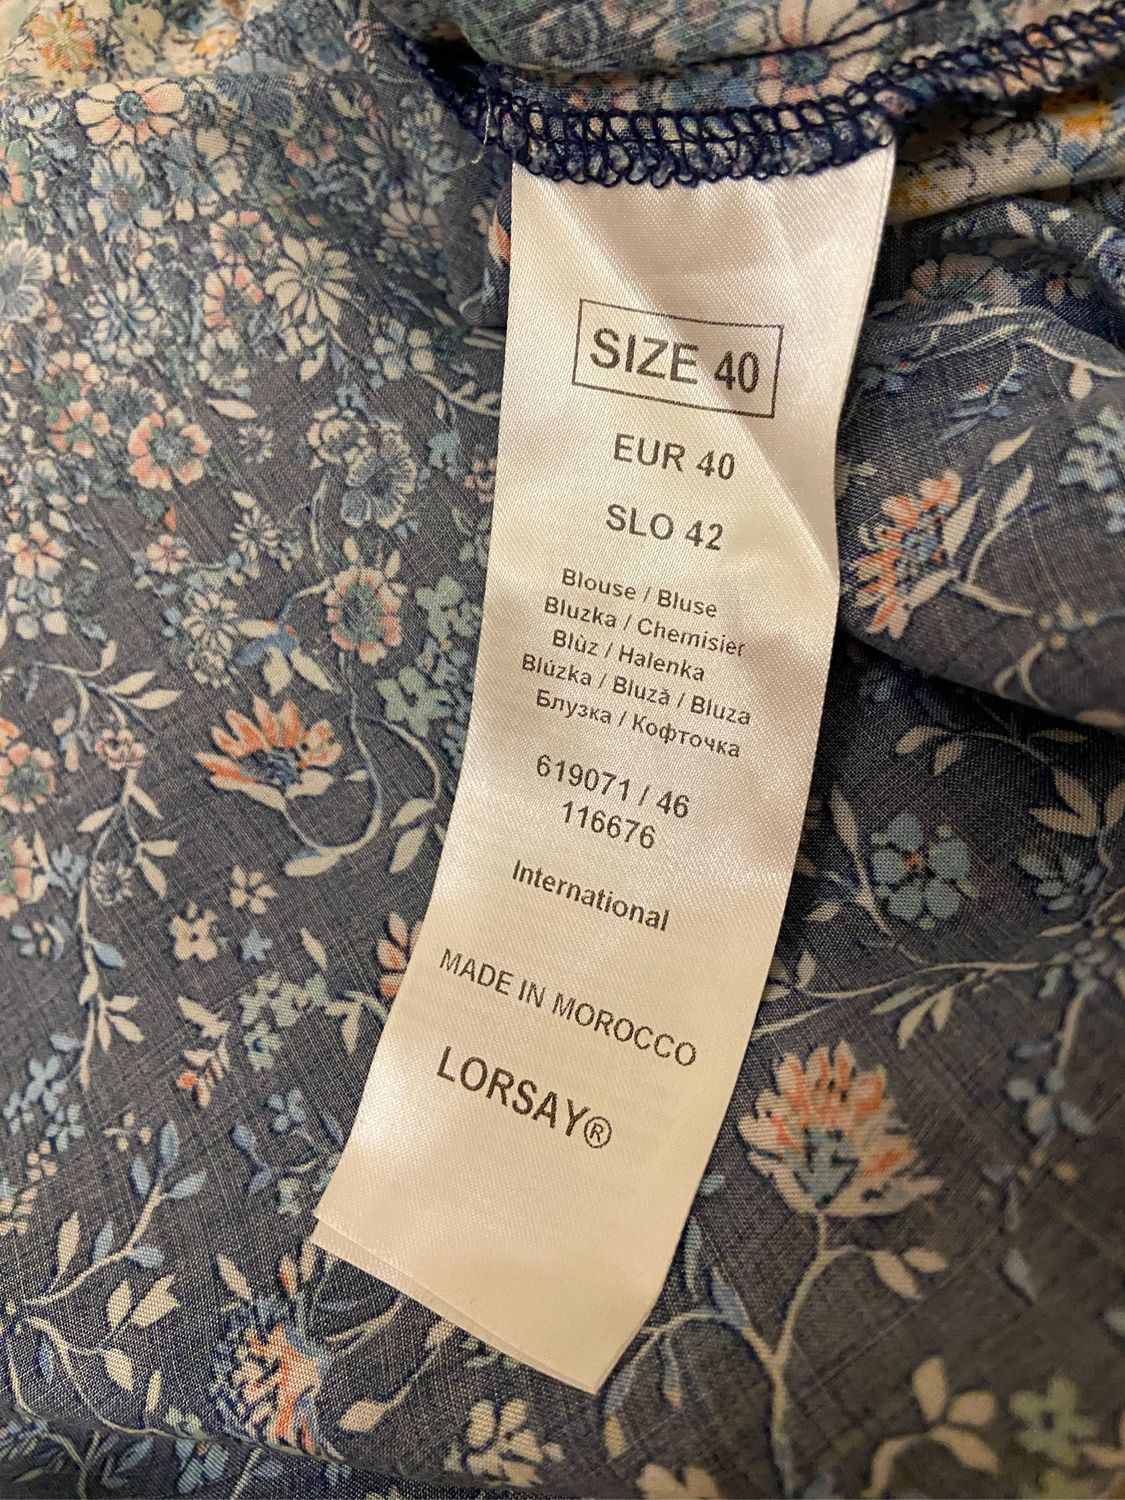 SIZE 40
EUR 40
SLO 42
Blouse / Bluse
Bluzka / Chemisier
Blùz / Halenka
Blúzka / Bluză / Bluza
Блузка / Кофточка
619071 / 46
116676
International
MADE IN MOROCCO
LORSAY®